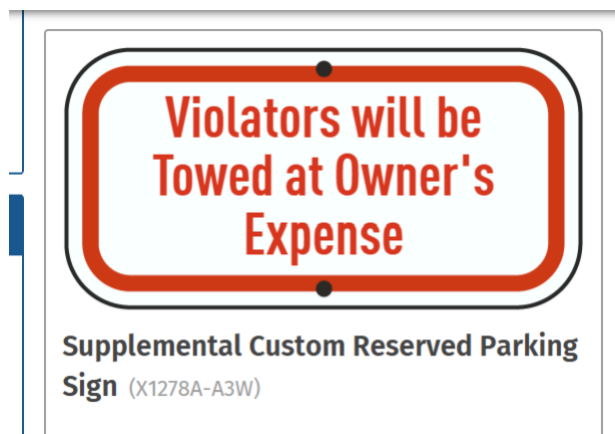 Violators will be
Towed at Owner's
Expense
Supplemental Custom Reserved Parking
Sign (X1278A-A3W)